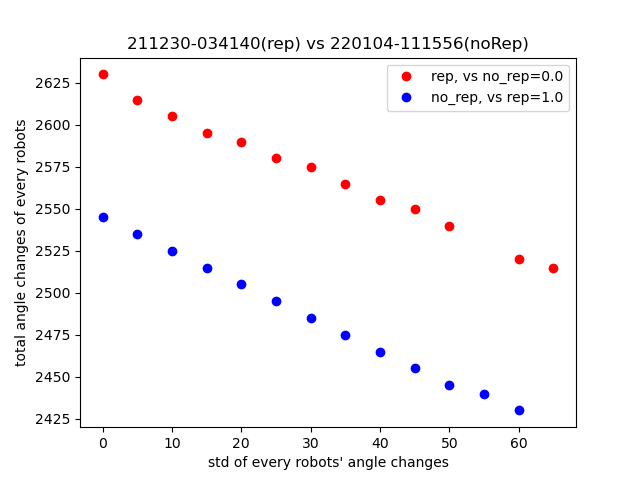 211230-034140(rep) vs 220104-111556(noRep)
rep, vs no_rep=0.0
no_rep, vs rep=1.0
total angle changes of every robots
2625
2600
2575
2550
2525
2500
2475
2450
2425
0 10 20 30 40 50 60
std of every robots' angle changes